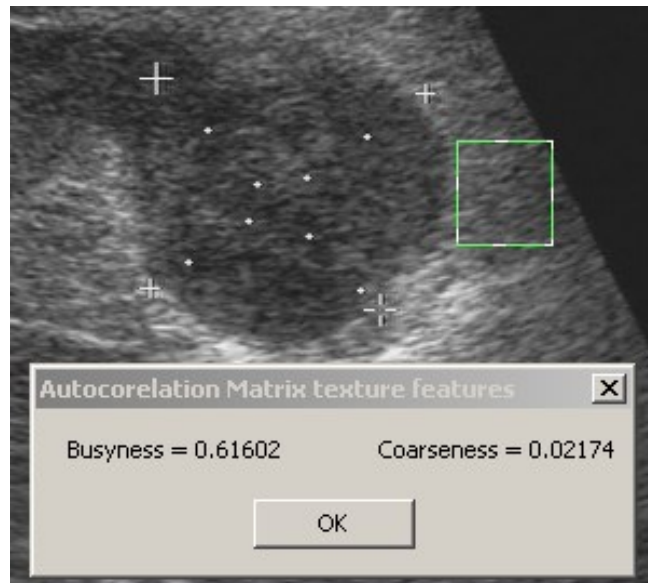 Autocorelation Matrix texture features
Busyness = 0.61602 Coarseness = 0.02174
OK